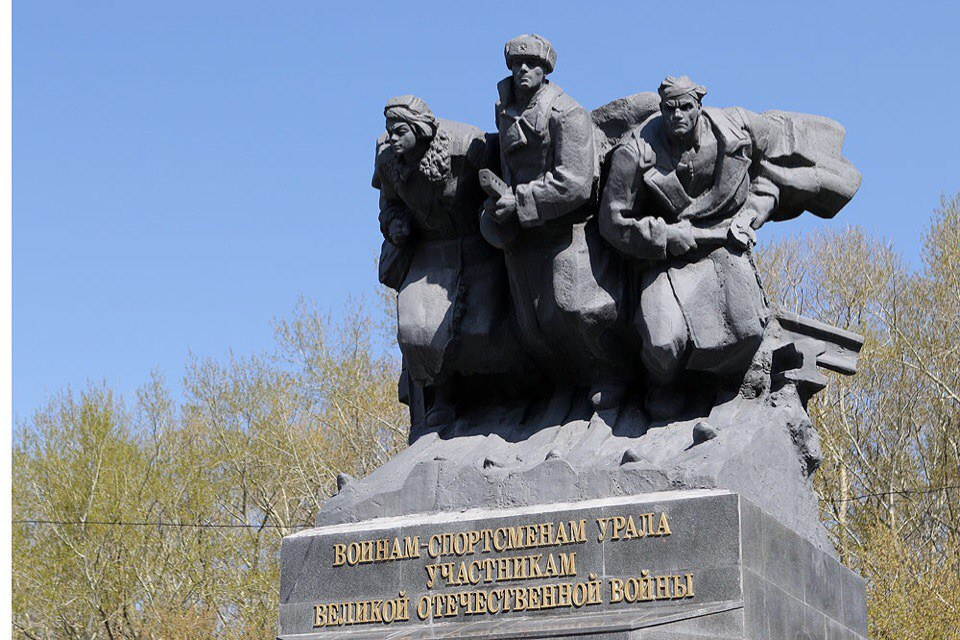 ВОИНАМ-СПОРТСМЕНАМ УРАЛА
УЧАСТНИКАМ
ВЕЛИКОЙ ОТЕЧЕСТВЕННОЙ ВОЙНЫ